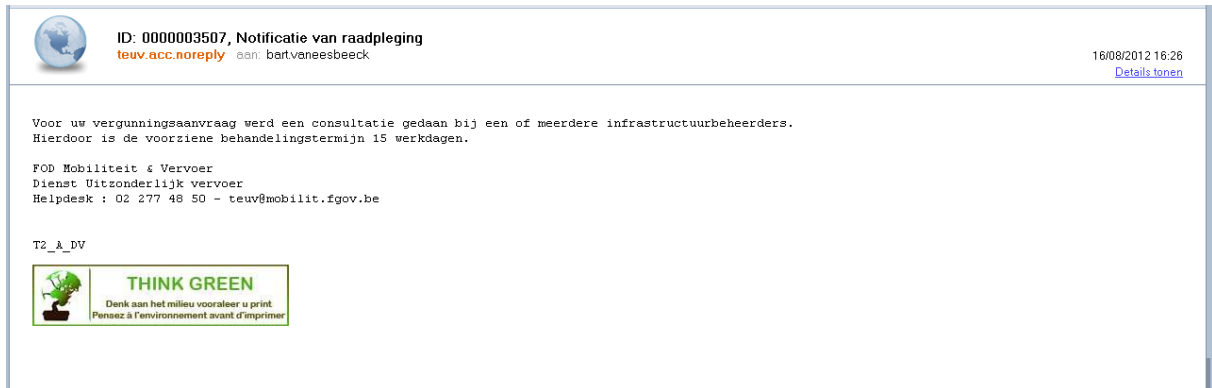 ID: 0000003507, Notificatie van raadpleging
teuv.acc.noreply aan: bart.vaneesbeeck
16/08/2012 16:26
Details tonen
Voor uw vergunningsaanvraag werd een consultatie gedaan bij een of meerdere infrastructuurbeheerders.
Hierdoor is de voorziene behandelingstermijn 15 werkdagen.
FOD Mobiliteit & Vervoer
Dienst Uitzonderlijk vervoer
Helpdesk : 02 277 48 50 - teuv@mobilit.fgov.be
T2_A_DV
THINK GREEN
Denk aan het milieu vooraleer u print
Pensez à l'environnement avant d'imprimer